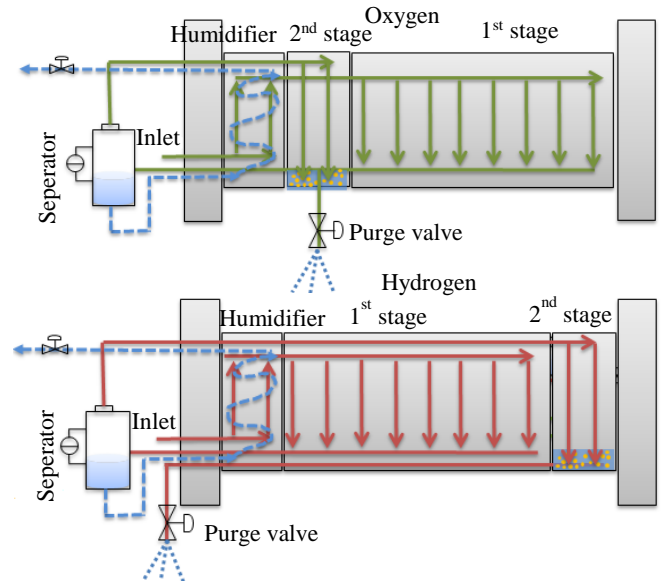 Oxygen
Humidifier 2nd stage 1st stage
Inlet
Seperator
Purge valve
Hydrogen
Humidifier 1st stage 2nd stage
Inlet
Seperator
Purge valve